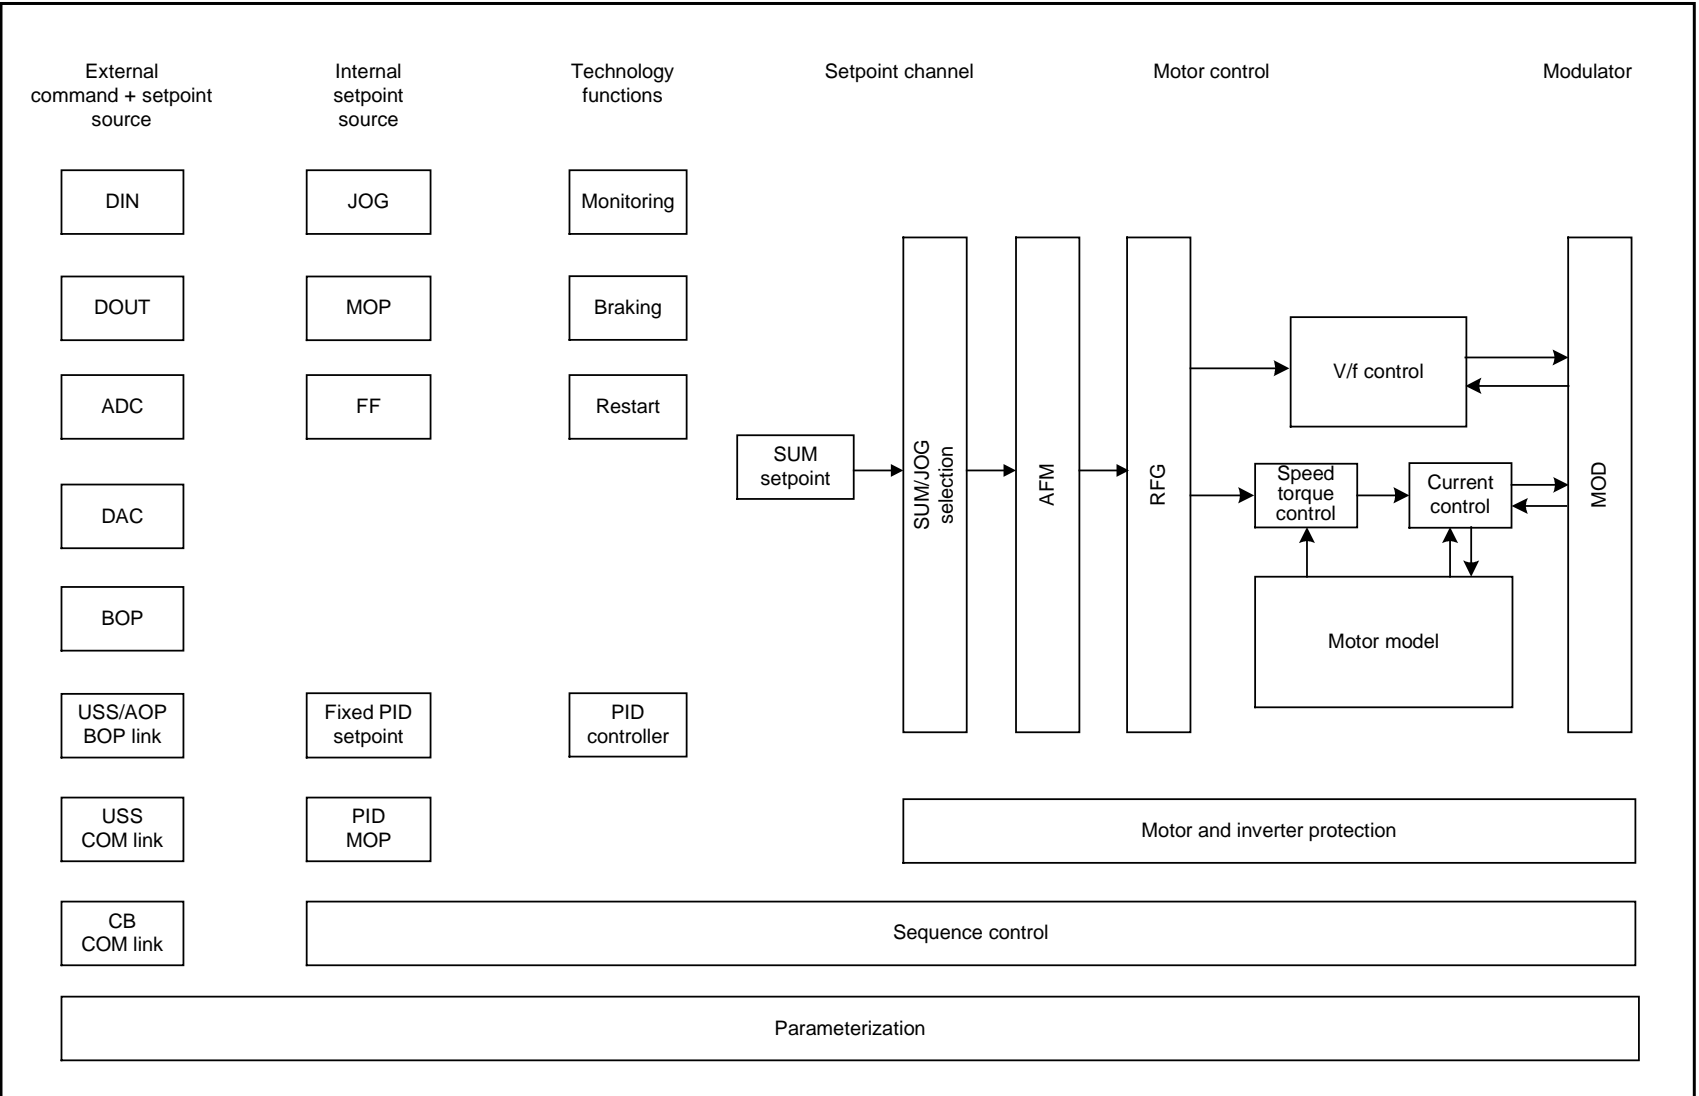 External
command + setpoint
source
Internal
setpoint
source
Technology
functions
Setpoint channel
Motor control
Modulator
DIN
JOG
Monitoring
DOUT
MOP
Braking
ADC
FF
Restart
DAC
BOP
USS/AOP
BOP link
Fixed PID
setpoint
PID
controller
USS
COM link
PID
MOP
CB
COM link
SUM
setpoint
SUM/JOG
selection
AFM
RFG
V/f control
Speed
torque
control
Current
control
Motor model
MOD
Motor and inverter protection
Sequence control
Parameterization